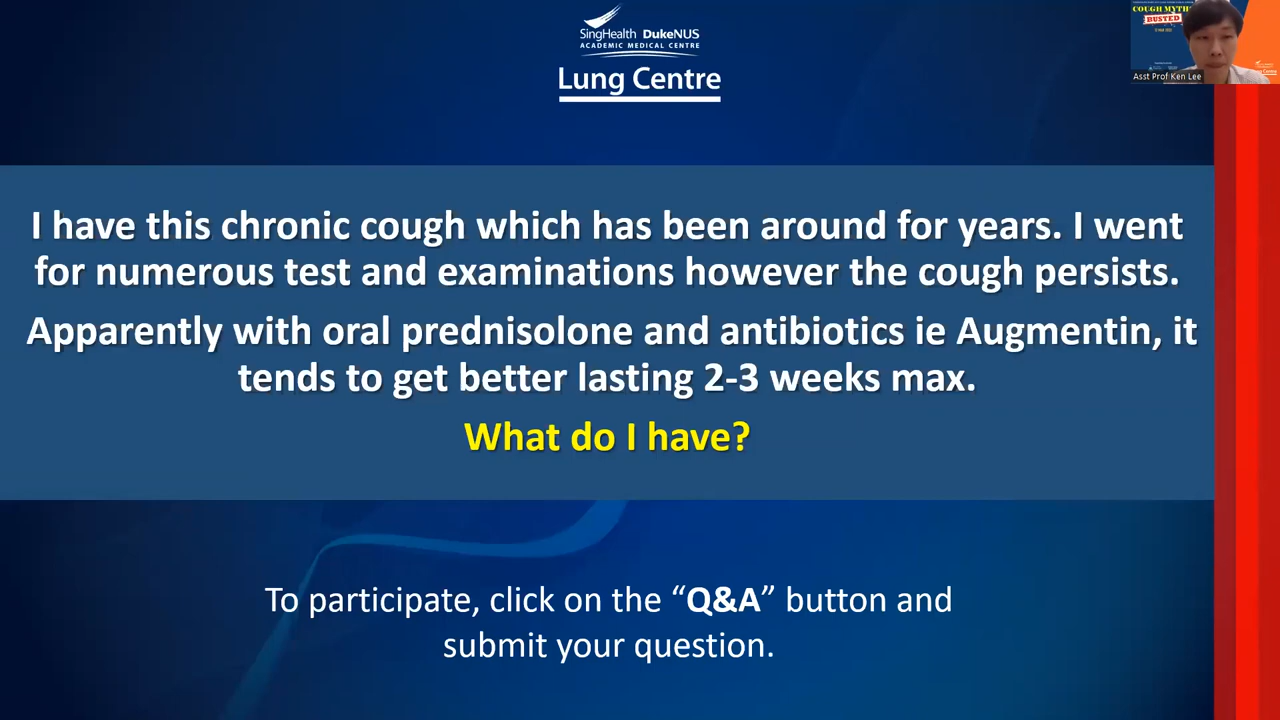 SingHealth DukeNUS
ACADEMIC MEDICAL CENTRE
Lung Centre
COUGH MYTHS
BUSTED
Asst Prof Ken Lee
Lung Centre
I have this chronic cough which has been around for years. I went
for numerous test and examinations however the cough persists.
Apparently with oral prednisolone and antibiotics ie Augmentin, it
tends to get better lasting 2-3 weeks max.
What do I have?
To participate, click on the “Q&A” button and
submit your question.